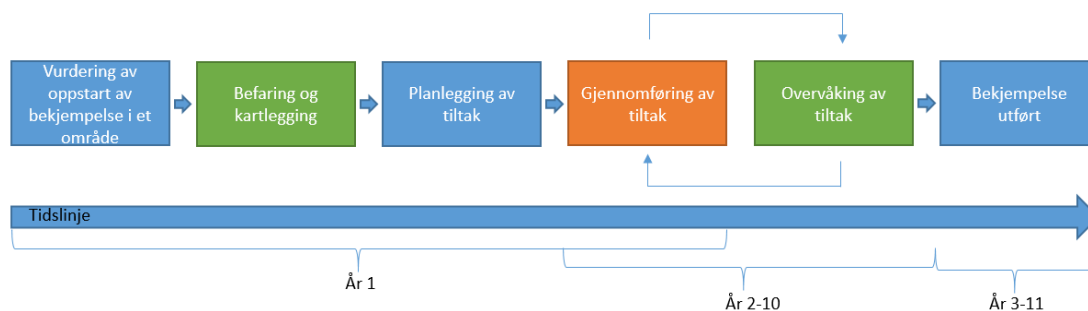 Vurdering av
oppstart av
bekjempelse i et
område
Befaring og
kartlegging
Planlegging av
tiltak
Gjennomføring av
tiltak
Overvåking av
tiltak
Bekjempelse
utført
Tidslinje
År 1
År 2-10
År 3-11